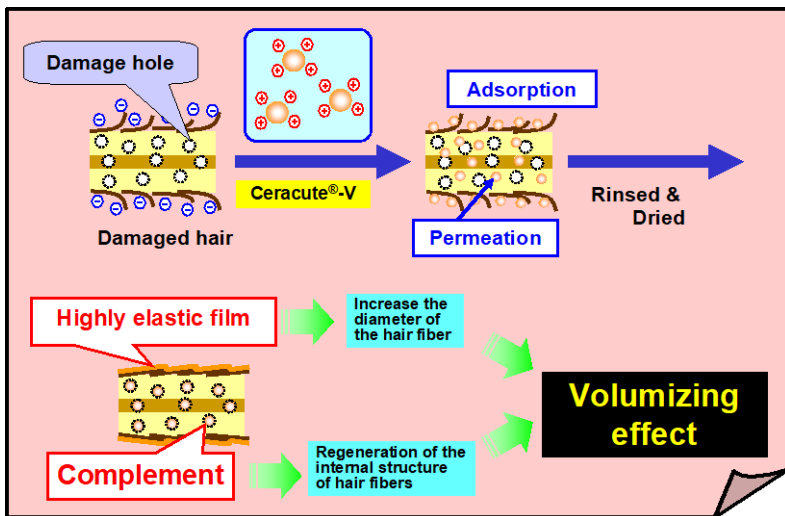 Damage hole
Adsorption
Ceracute®-V
Rinsed &
Dried
Damaged hair
Permeation
Highly elastic film
Increase the
diameter of
the hair fiber
Volumizing
effect
Complement
Regeneration of the
internal structure
of hair fibers